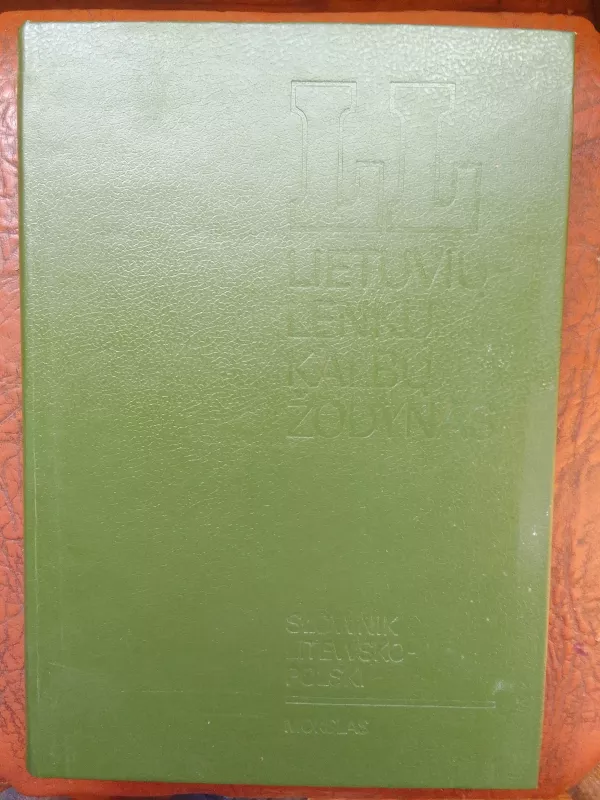 LL
LIETUVIŲ-
LENKŲ
KALBŲ
ŽODYNAS
SŁOWNIK
LITEWSKO-
POLSKI
MOKSLAS